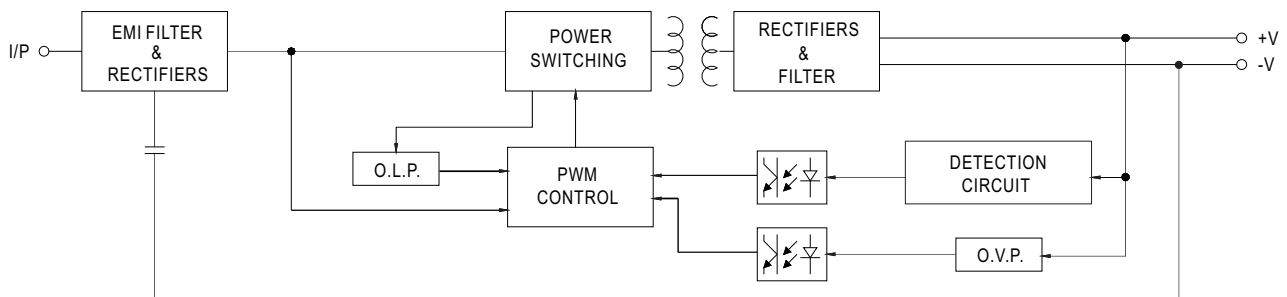 I/P
EMI FILTER
&
RECTIFIERS
POWER
SWITCHING
RECTIFIERS
&
FILTER
+V
-V
O.L.P.
PWM
CONTROL
DETECTION
CIRCUIT
O.V.P.